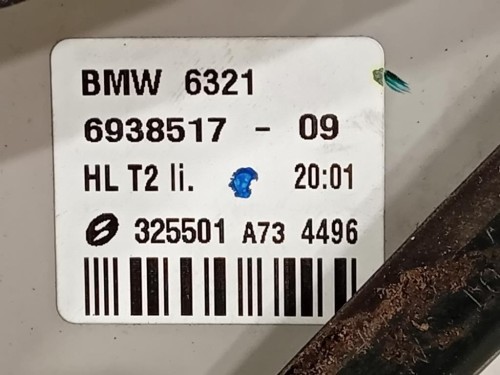 BMW 6321
6938517 - 09
HL T2 li. 20:01
325501 A73 4496